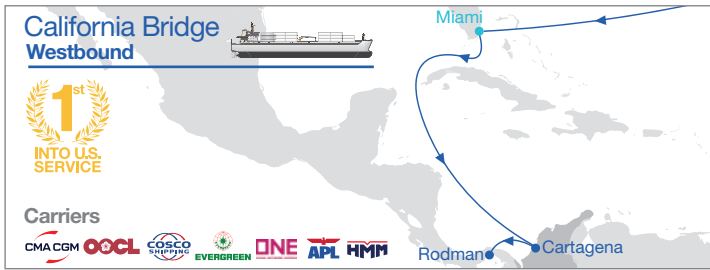 California Bridge
Westbound
Miami
1st
INTO U.S.
SERVICE
Carriers
CMA CGM
OOCL
COSCO
SHIPPING
EVERGREEN
ONE
APL
HMM
Rodman
Cartagena